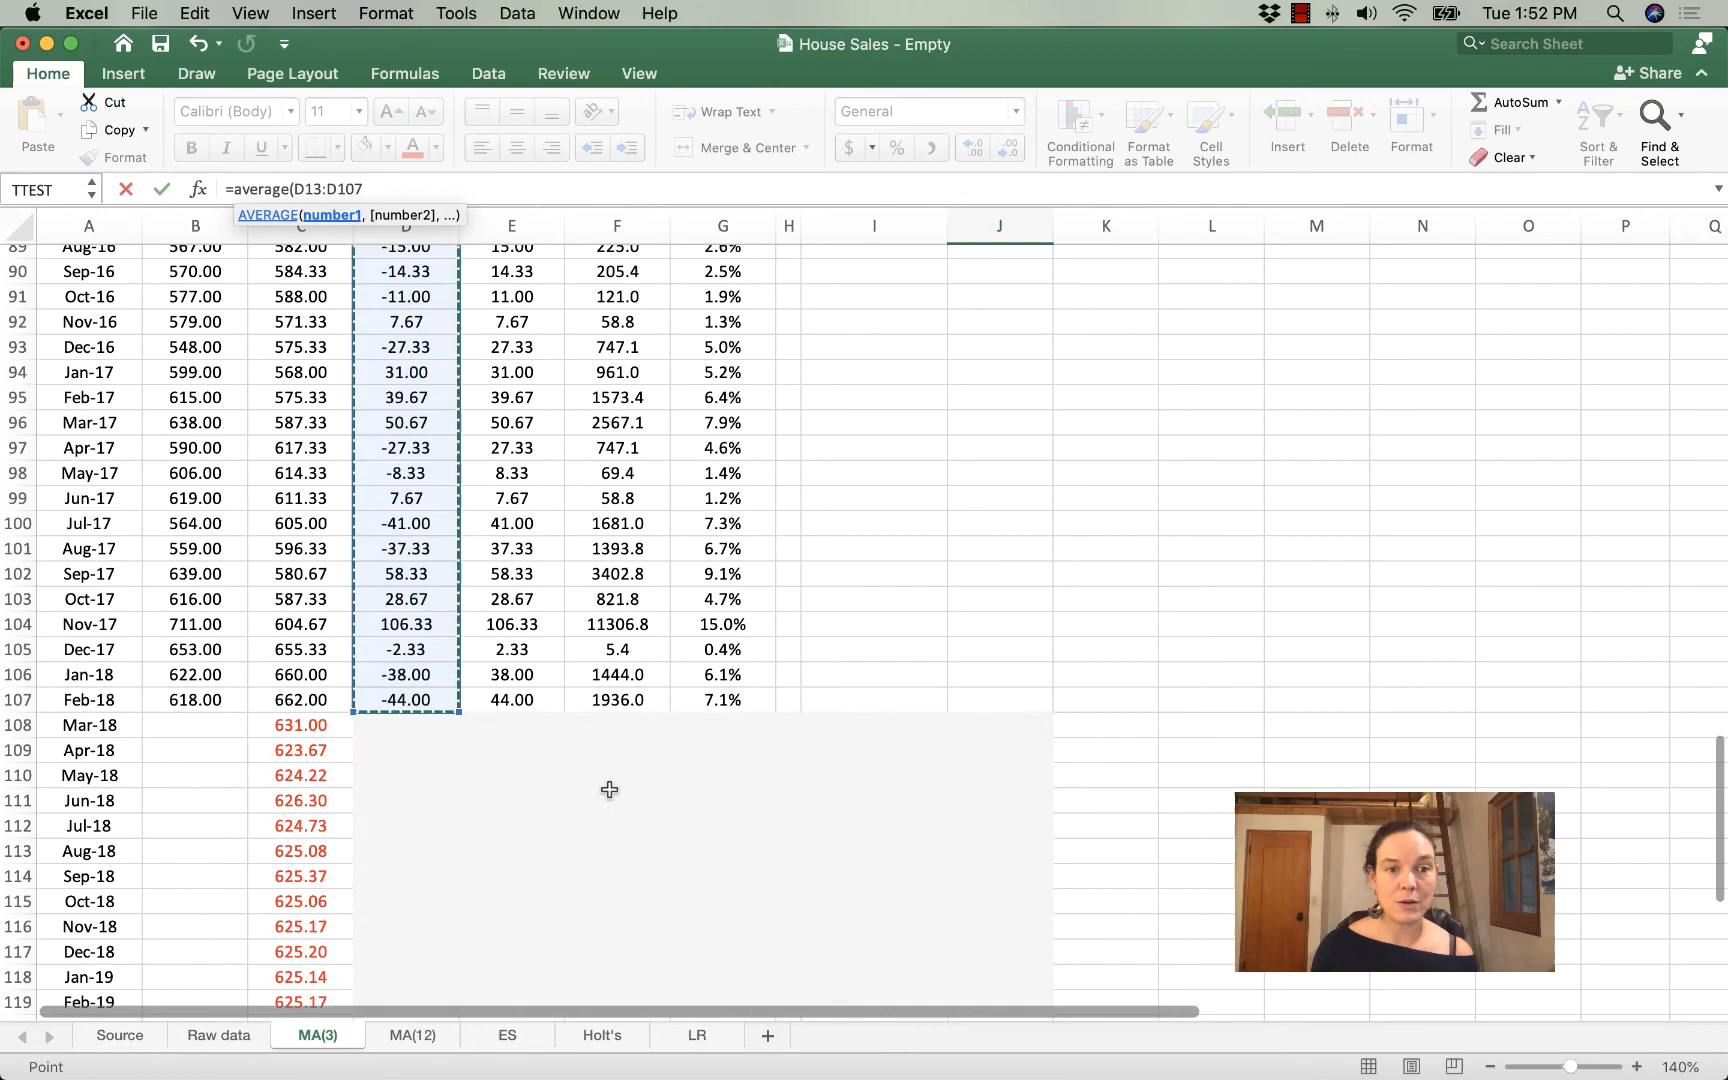 Excel File Edit View Insert Format Tools Data Window Help Tue 1:52 PM
House Sales - Empty
Search Sheet
Home Insert Draw Page Layout Formulas Data Review View Share
Paste Cut Copy Format
Calibri (Body) 11
B I U A
Wrap Text
Merge & Center
General
$ %
Conditional Formatting
Format as Table
Cell Styles
Insert Delete Format
AutoSum
Fill
Clear
Sort & Filter
Find & Select
TTEST fx =average(D13:D107
AVERAGE(number1, [number2], ...)
A B C D E F G H I J K L M N O P Q
89 Aug-16 567.00 582.00 -15.00 15.00 225.0 2.6%
90 Sep-16 570.00 584.33 -14.33 14.33 205.4 2.5%
91 Oct-16 577.00 588.00 -11.00 11.00 121.0 1.9%
92 Nov-16 579.00 571.33 7.67 7.67 58.8 1.3%
93 Dec-16 548.00 575.33 -27.33 27.33 747.1 5.0%
94 Jan-17 599.00 568.00 31.00 31.00 961.0 5.2%
95 Feb-17 615.00 575.33 39.67 39.67 1573.4 6.4%
96 Mar-17 638.00 587.33 50.67 50.67 2567.1 7.9%
97 Apr-17 590.00 617.33 -27.33 27.33 747.1 4.6%
98 May-17 606.00 614.33 -8.33 8.33 69.4 1.4%
99 Jun-17 619.00 611.33 7.67 7.67 58.8 1.2%
100 Jul-17 564.00 605.00 -41.00 41.00 1681.0 7.3%
101 Aug-17 559.00 596.33 -37.33 37.33 1393.8 6.7%
102 Sep-17 639.00 580.67 58.33 58.33 3402.8 9.1%
103 Oct-17 616.00 587.33 28.67 28.67 821.8 4.7%
104 Nov-17 711.00 604.67 106.33 106.33 11306.8 15.0%
105 Dec-17 653.00 655.33 -2.33 2.33 5.4 0.4%
106 Jan-18 622.00 660.00 -38.00 38.00 1444.0 6.1%
107 Feb-18 618.00 662.00 -44.00 44.00 1936.0 7.1%
108 Mar-18 631.00
109 Apr-18 623.67
110 May-18 624.22
111 Jun-18 626.30
112 Jul-18 624.73
113 Aug-18 625.08
114 Sep-18 625.37
115 Oct-18 625.06
116 Nov-18 625.17
117 Dec-18 625.20
118 Jan-19 625.14
119 Feb-19 625.17
Source Raw data MA(3) MA(12) ES Holt's LR
Point 140%